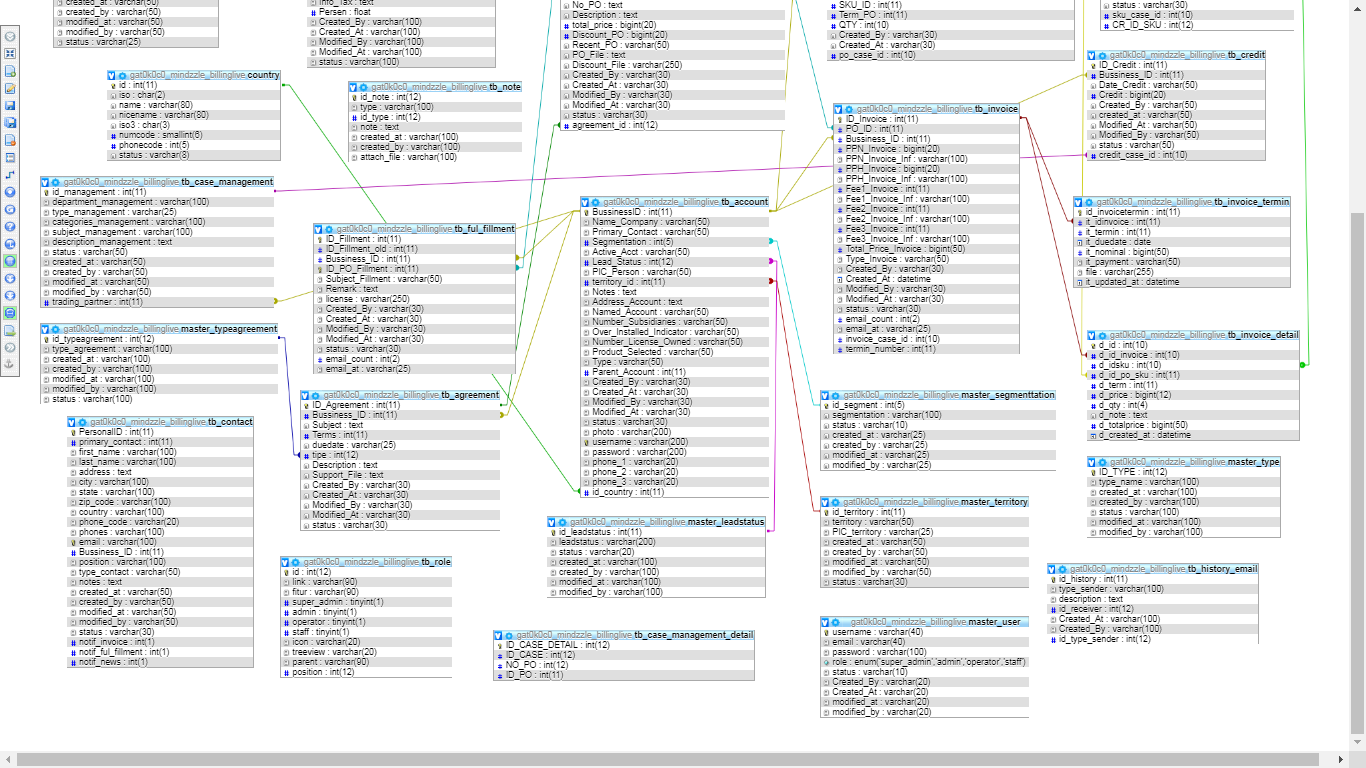 created_at : varchar(50)
created_by : varchar(50)
modified_at : varchar(50)
modified_by : varchar(50)
status : varchar(25)
Info_Tax : text
Persen : float
Created_By : varchar(100)
Created_At : varchar(100)
Modified_By : varchar(100)
Modified_At : varchar(100)
status : varchar(100)
No_PO : text
Description : text
total_price : bigint(20)
Discount_PO : bigint(20)
Recent_PO : varchar(50)
PO_File : text
Discount_File : varchar(250)
Created_By : varchar(30)
Created_At : varchar(30)
Modified_By : varchar(30)
Modified_At : varchar(30)
status : varchar(30)
agreement_id : int(12)
SKU_ID : int(11)
Term_PO : int(11)
QTY : int(10)
Created_By : varchar(30)
Created_At : varchar(30)
po_case_id : int(10)
status : varchar(30)
sku_case_id : int(10)
CR_ID_SKU : int(12)
gat0k0c0_mindzzle_billinglive.country
id : int(11)
iso : char(2)
name : varchar(80)
nicename : varchar(80)
iso3 : char(3)
numcode : smallint(6)
phonecode : int(5)
status : varchar(8)
gat0k0c0_mindzzle_billinglive.tb_note
id_note : int(12)
type : varchar(100)
id_type : int(12)
note : text
created_at : varchar(100)
created_by : varchar(100)
attach_file : varchar(100)
gat0k0c0_mindzzle_billinglive.tb_credit
ID_Credit : int(11)
Bussiness_ID : int(11)
Date_Credit : varchar(50)
Credit : bigint(20)
Created_By : varchar(50)
Created_At : varchar(50)
Modified_At : varchar(50)
Modified_By : varchar(50)
status : varchar(50)
credit_case_id : int(10)
gat0k0c0_mindzzle_billinglive.tb_invoice
ID_Invoice : int(11)
PO_ID : int(11)
Bussiness_ID : int(11)
PPN_Invoice : bigint(20)
PPN_Invoice_Inf : varchar(100)
PPH_Invoice : bigint(20)
PPH_Invoice_Inf : varchar(100)
Fee1_Invoice : int(11)
Fee1_Invoice_Inf : varchar(100)
Fee2_Invoice : int(11)
Fee2_Invoice_Inf : varchar(100)
Fee3_Invoice : int(11)
Fee3_Invoice_Inf : varchar(100)
Total_Price_Invoice : bigint(50)
Type_Invoice : varchar(50)
Created_By : varchar(30)
Created_At : datetime
Modified_By : varchar(30)
Modified_At : varchar(30)
status : varchar(30)
email_count : int(2)
email_at : varchar(25)
invoice_case_id : int(10)
termin_number : int(11)
gat0k0c0_mindzzle_billinglive.tb_case_management
id_management : int(11)
department_management : varchar(100)
type_management : varchar(25)
categories_management : varchar(100)
subject_management : varchar(100)
description_management : text
status : varchar(50)
created_at : varchar(50)
created_by : varchar(50)
modified_at : varchar(50)
modified_by : varchar(50)
trading_partner : int(11)
gat0k0c0_mindzzle_billinglive.tb_ful_fillment
ID_Fillment : int(11)
ID_Fillment_old : int(11)
Bussiness_ID : int(11)
ID_PO_Fillment : int(11)
Subject_Fillment : varchar(50)
Remark : text
license : varchar(250)
Created_By : varchar(30)
Created_At : varchar(30)
Modified_By : varchar(30)
Modified_At : varchar(30)
status : varchar(30)
email_count : int(2)
email_at : varchar(25)
gat0k0c0_mindzzle_billinglive.tb_account
BussinessID : int(11)
Name_Company : varchar(50)
Primary_Contact : varchar(50)
Segmentation : int(5)
Active_Acct : varchar(50)
Lead_Status : int(12)
PIC_Person : varchar(50)
territory_id : int(11)
Notes : text
Address_Account : text
Named_Account : varchar(50)
Number_Subsidiaries : varchar(50)
Over_Installed_Indicator : varchar(50)
Number_License_Owned : varchar(50)
Product_Selected : varchar(50)
Type : varchar(50)
Parent_Account : int(11)
Created_By : varchar(30)
Created_At : varchar(30)
Modified_By : varchar(30)
Modified_At : varchar(30)
status : varchar(30)
photo : varchar(200)
username : varchar(200)
password : varchar(200)
phone_1 : varchar(20)
phone_2 : varchar(20)
phone_3 : varchar(20)
id_country : int(11)
gat0k0c0_mindzzle_billinglive.tb_invoice_termin
id_invoicetermin : int(11)
it_idinvoice : int(11)
it_termin : int(11)
it_duedate : date
it_nominal : bigint(50)
it_payment : varchar(50)
file : varchar(255)
it_updated_at : datetime
gat0k0c0_mindzzle_billinglive.master_typeagreement
id_typeagreement : int(12)
type_agreement : varchar(100)
created_at : varchar(100)
created_by : varchar(100)
modified_at : varchar(100)
modified_by : varchar(100)
status : varchar(100)
gat0k0c0_mindzzle_billinglive.tb_invoice_detail
d_id : int(10)
d_id_invoice : int(10)
d_idsku : int(10)
d_id_po_sku : int(11)
d_term : int(11)
d_price : bigint(12)
d_qty : int(4)
d_note : text
d_totalprice : bigint(50)
d_created_at : datetime
gat0k0c0_mindzzle_billinglive.tb_agreement
ID_Agreement : int(11)
Bussiness_ID : int(11)
Subject : text
Terms : int(11)
duedate : varchar(25)
tipe : int(12)
Description : text
Support_File : text
Created_By : varchar(30)
Created_At : varchar(30)
Modified_By : varchar(30)
Modified_At : varchar(30)
status : varchar(30)
gat0k0c0_mindzzle_billinglive.master_segmenttation
id_segment : int(5)
segmentation : varchar(100)
status : varchar(10)
created_at : varchar(25)
created_by : varchar(25)
modified_at : varchar(25)
modified_by : varchar(25)
gat0k0c0_mindzzle_billinglive.tb_contact
PersonalID : int(11)
primary_contact : int(11)
first_name : varchar(100)
last_name : varchar(100)
address : text
city : varchar(100)
state : varchar(100)
zip_code : varchar(100)
country : varchar(100)
phone_code : varchar(20)
phones : varchar(100)
email : varchar(100)
Bussiness_ID : int(11)
position : varchar(100)
type_contact : varchar(50)
notes : text
created_at : varchar(50)
created_by : varchar(50)
modified_at : varchar(50)
modified_by : varchar(50)
status : varchar(30)
notif_invoice : int(1)
notif_ful_fillment : int(1)
notif_news : int(1)
gat0k0c0_mindzzle_billinglive.master_type
ID_TYPE : int(12)
type_name : varchar(100)
created_at : varchar(100)
created_by : varchar(100)
status : varchar(100)
modified_at : varchar(100)
modified_by : varchar(100)
gat0k0c0_mindzzle_billinglive.master_territory
id_territory : int(11)
territory : varchar(50)
PIC_territory : varchar(25)
created_at : varchar(50)
created_by : varchar(50)
modified_at : varchar(50)
modified_by : varchar(50)
status : varchar(30)
gat0k0c0_mindzzle_billinglive.master_leadstatus
id_leadstatus : int(11)
leadstatus : varchar(200)
status : varchar(20)
created_at : varchar(100)
created_by : varchar(100)
modified_at : varchar(100)
modified_by : varchar(100)
gat0k0c0_mindzzle_billinglive.tb_role
id : int(12)
link : varchar(90)
fitur : varchar(90)
super_admin : tinyint(1)
admin : tinyint(1)
operator : tinyint(1)
staff : tinyint(1)
icon : varchar(20)
treeview : varchar(20)
parent : varchar(90)
position : int(12)
gat0k0c0_mindzzle_billinglive.tb_history_email
id_history : int(11)
type_sender : varchar(100)
description : text
id_receiver : int(12)
Created_At : varchar(100)
Created_By : varchar(100)
id_type_sender : int(12)
gat0k0c0_mindzzle_billinglive.tb_case_management_detail
ID_CASE_DETAIL : int(12)
ID_CASE : int(12)
NO_PO : int(12)
ID_PO : int(11)
gat0k0c0_mindzzle_billinglive.master_user
username : varchar(40)
email : varchar(40)
password : varchar(100)
role : enum('super_admin','admin','operator','staff')
status : varchar(10)
Created_By : varchar(20)
Created_At : varchar(20)
modified_at : varchar(20)
modified_by : varchar(20)